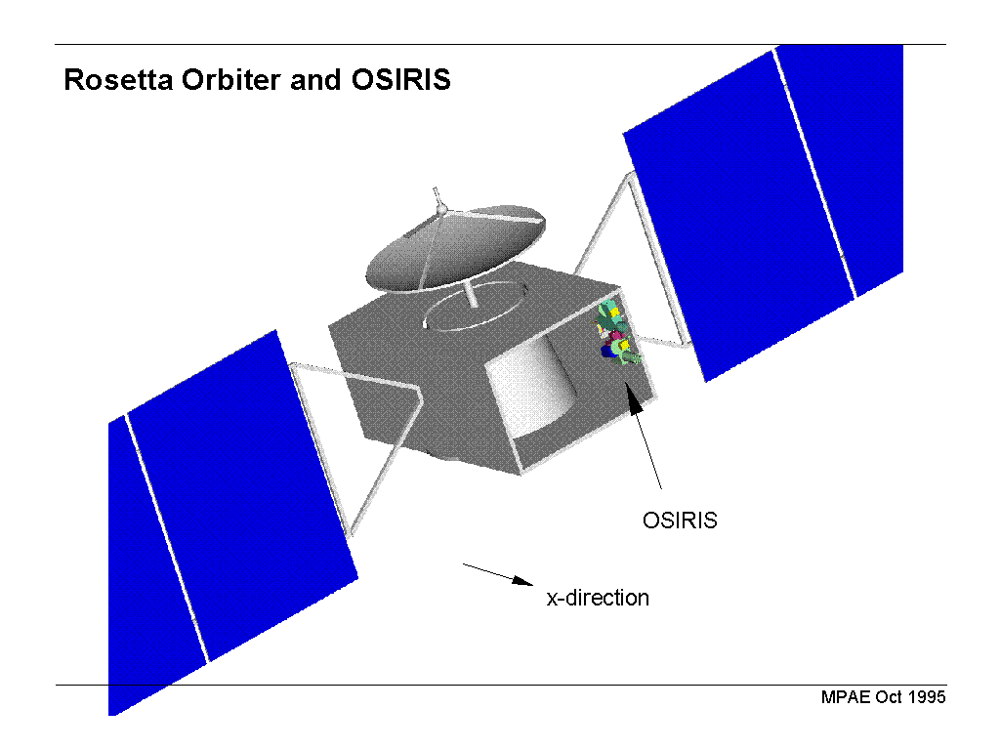 Rosetta Orbiter and OSIRIS
OSIRIS
x-direction
MPAE Oct 1995